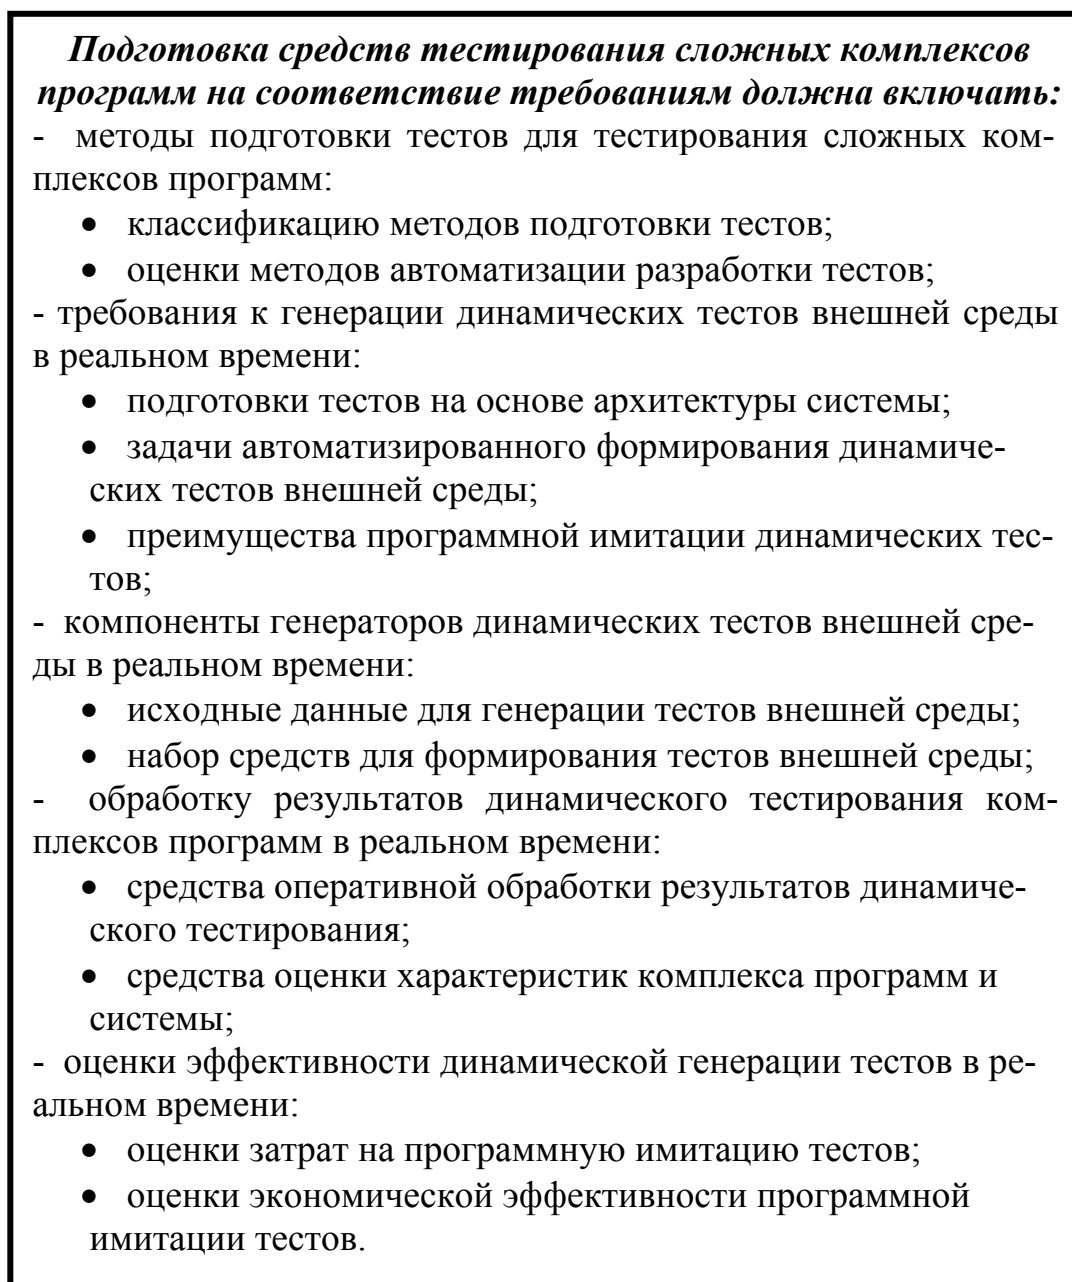 Подготовка средств тестирования сложных комплексов
программ на соответствие требованиям должна включать:
- методы подготовки тестов для тестирования сложных ком-
плексов программ:
• классификацию методов подготовки тестов;
• оценки методов автоматизации разработки тестов;
- требования к генерации динамических тестов внешней среды
в реальном времени:
• подготовки тестов на основе архитектуры системы;
• задачи автоматизированного формирования динамиче-
ских тестов внешней среды;
• преимущества программной имитации динамических тес-
тов;
- компоненты генераторов динамических тестов внешней сре-
ды в реальном времени:
• исходные данные для генерации тестов внешней среды;
• набор средств для формирования тестов внешней среды;
- обработку результатов динамического тестирования ком-
плексов программ в реальном времени:
• средства оперативной обработки результатов динамиче-
ского тестирования;
• средства оценки характеристик комплекса программ и
системы;
- оценки эффективности динамической генерации тестов в ре-
альном времени:
• оценки затрат на программную имитацию тестов;
• оценки экономической эффективности программной
имитации тестов.